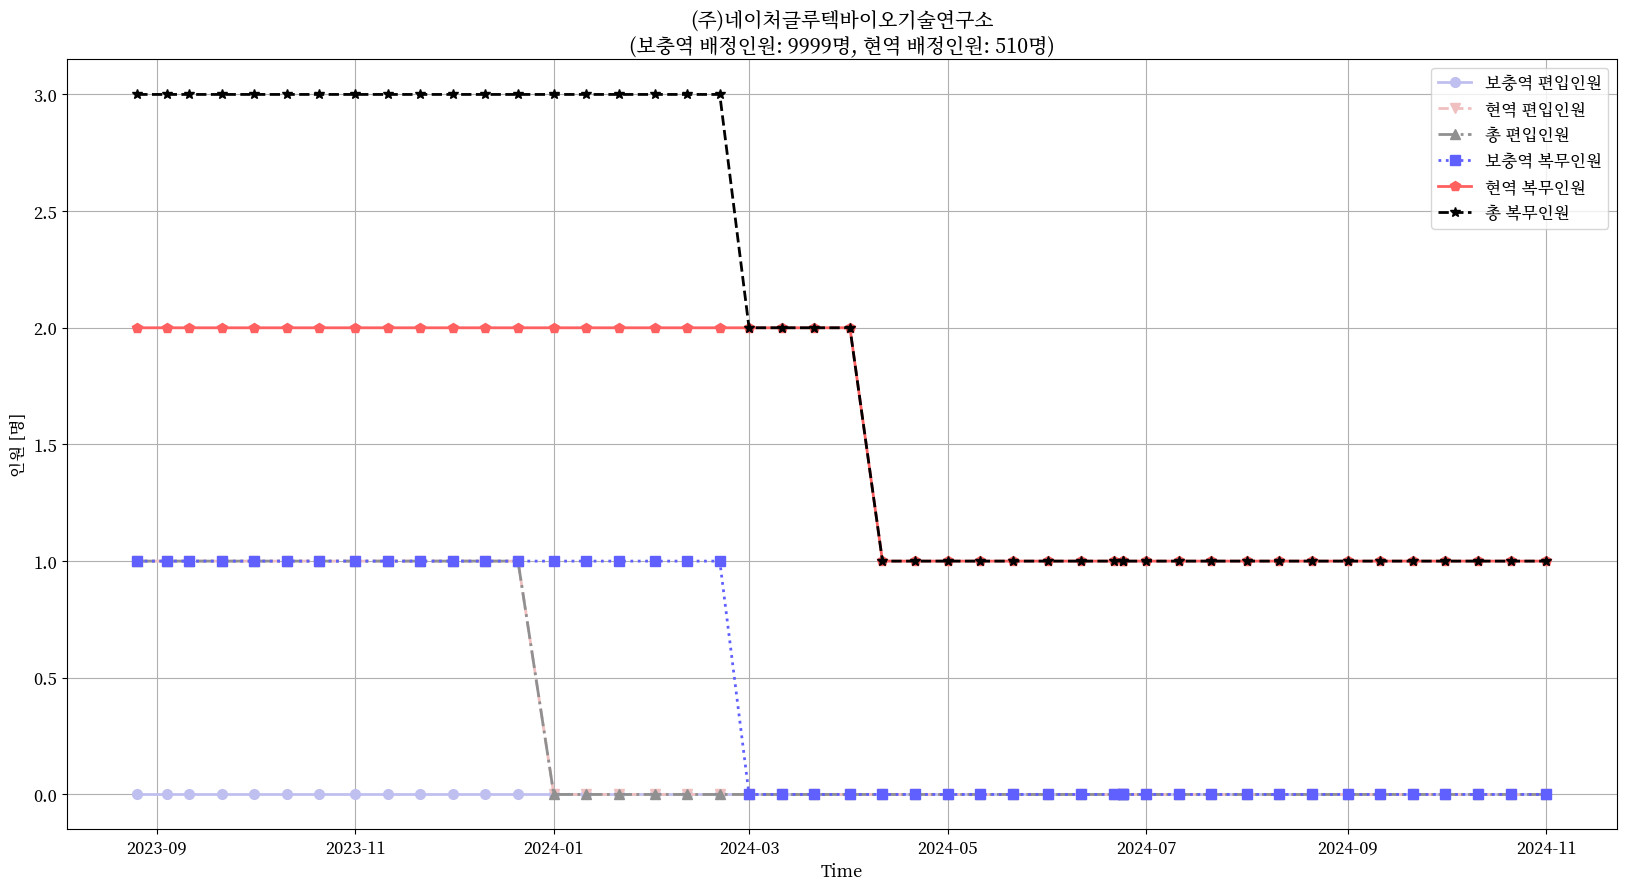 (주)네이처글루텍바이오기술연구소
(보충역 배정인원: 9999명, 현역 배정인원: 510명)
보충역 편입인원
현역 편입인원
총 편입인원
보충역 복무인원
현역 복무인원
총 복무인원
인원 [명]
3.0
2.5
2.0
1.5
1.0
0.5
0.0
2023-09
2023-11
2024-01
2024-03
2024-05
2024-07
2024-09
2024-11
Time